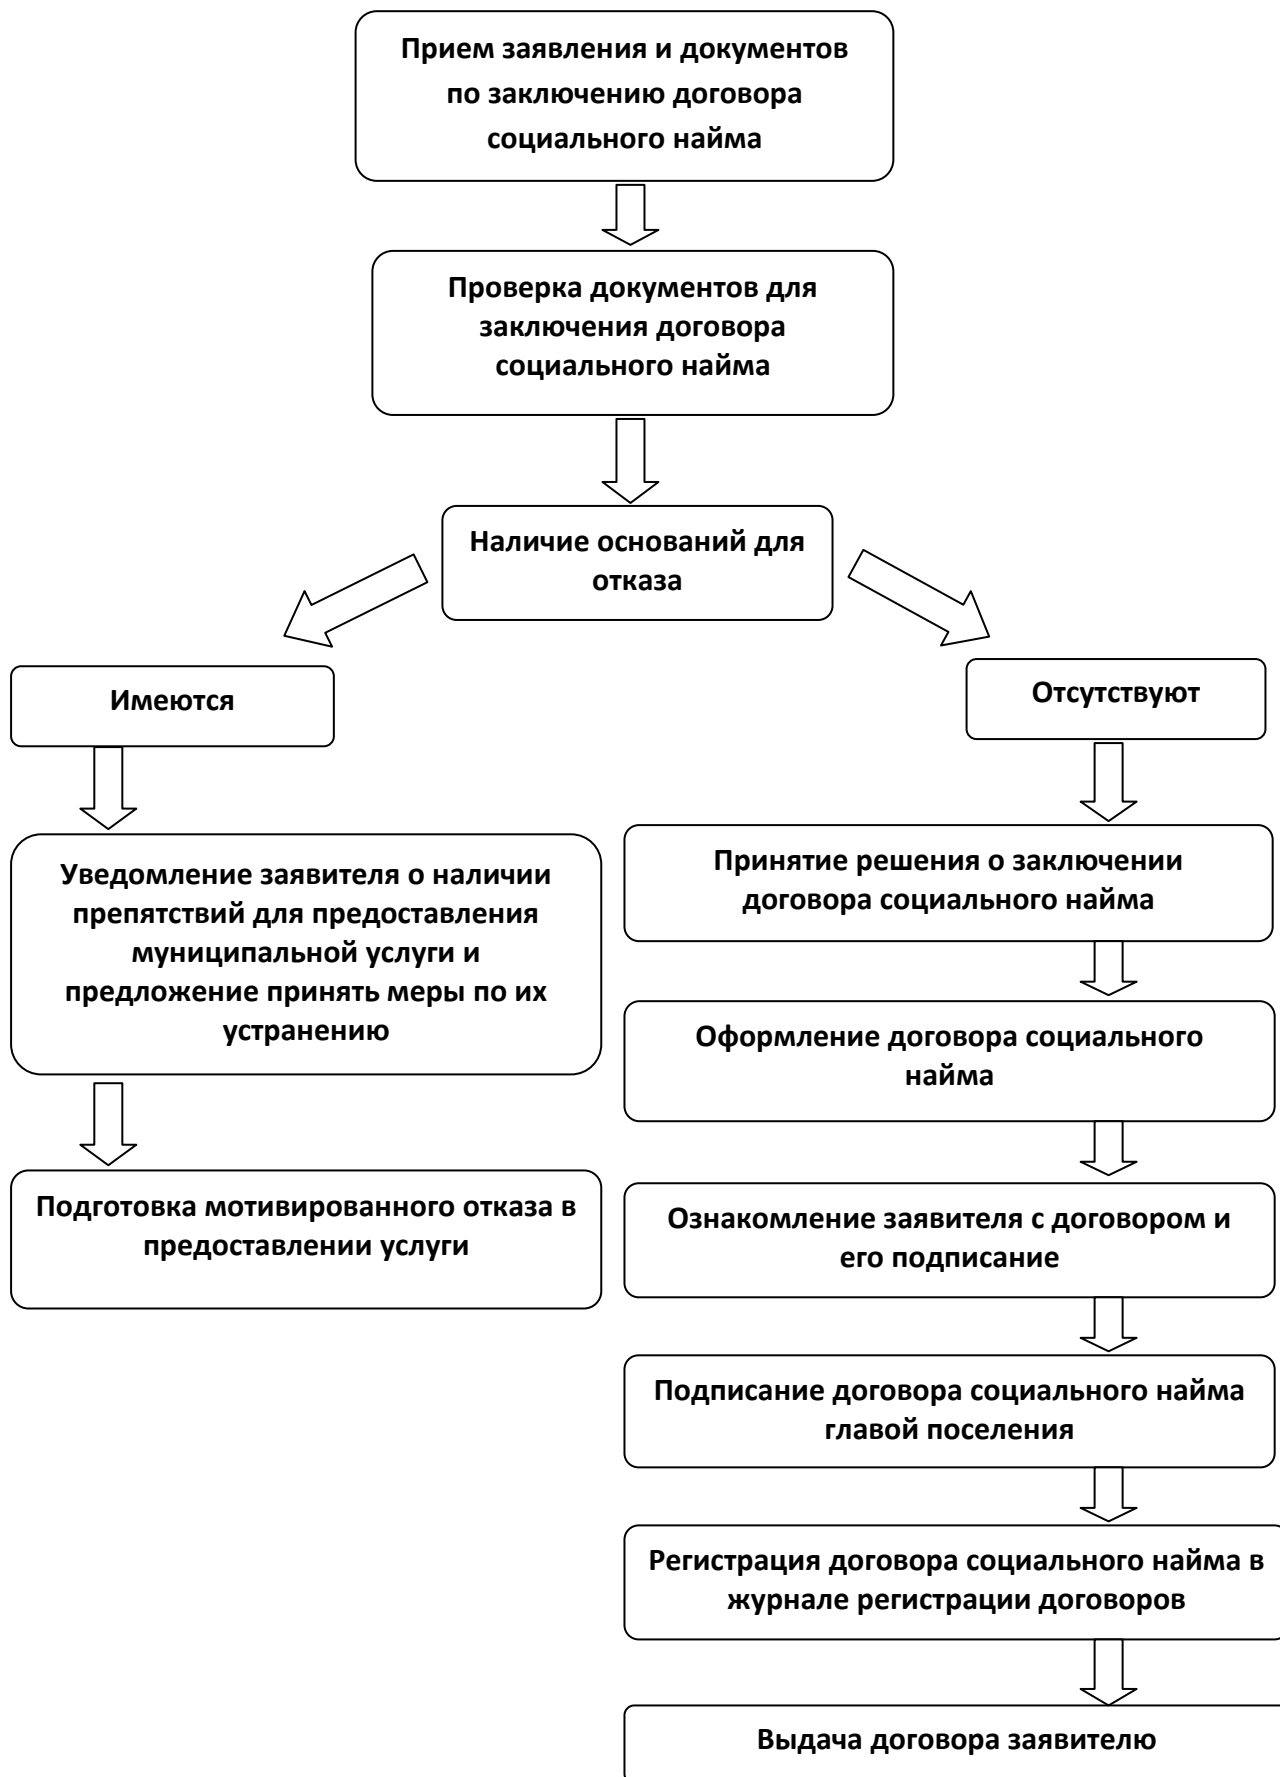 Прием заявления и документов
по заключению договора
социального найма
Проверка документов для
заключения договора
социального найма
Наличие оснований для
отказа
Имеются
Отсутствуют
Уведомление заявителя о наличии
препятствий для предоставления
муниципальной услуги и
предложение принять меры по их
устранению
Подготовка мотивированного отказа в
предоставлении услуги
Принятие решения о заключении
договора социального найма
Оформление договора социального
найма
Ознакомление заявителя с договором и
его подписание
Подписание договора социального найма
главой поселения
Регистрация договора социального найма в
журнале регистрации договоров
Выдача договора заявителю